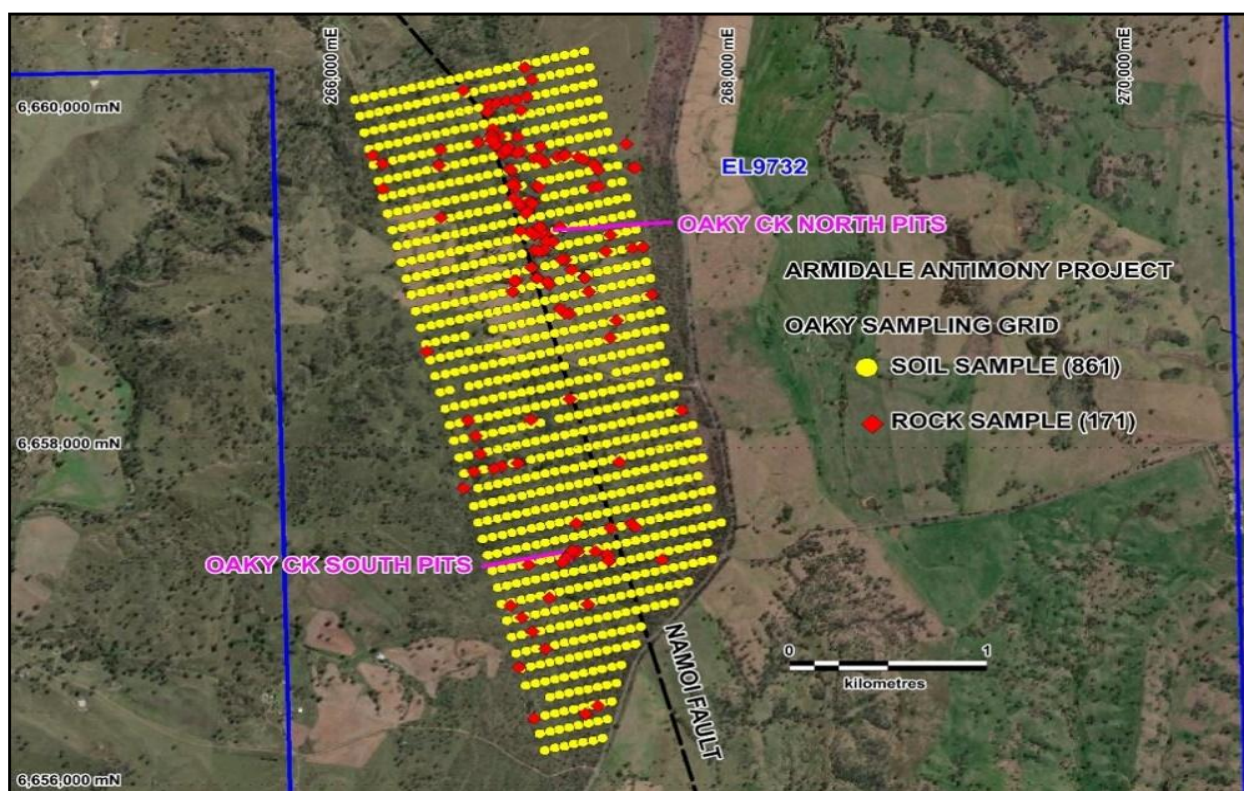 266,000 mE
268,000 mE
270,000 mE
6,660,000 mN
EL9732
OAKY CK NORTH PITS
ARMIDALE ANTIMONY PROJECT
OAKY SAMPLING GRID
SOIL SAMPLE (861)
ROCK SAMPLE (171)
6,658,000 mN
OAKY CK SOUTH PITS
NAMOI FAULT
0 1
kilometres
6,656,000 mN